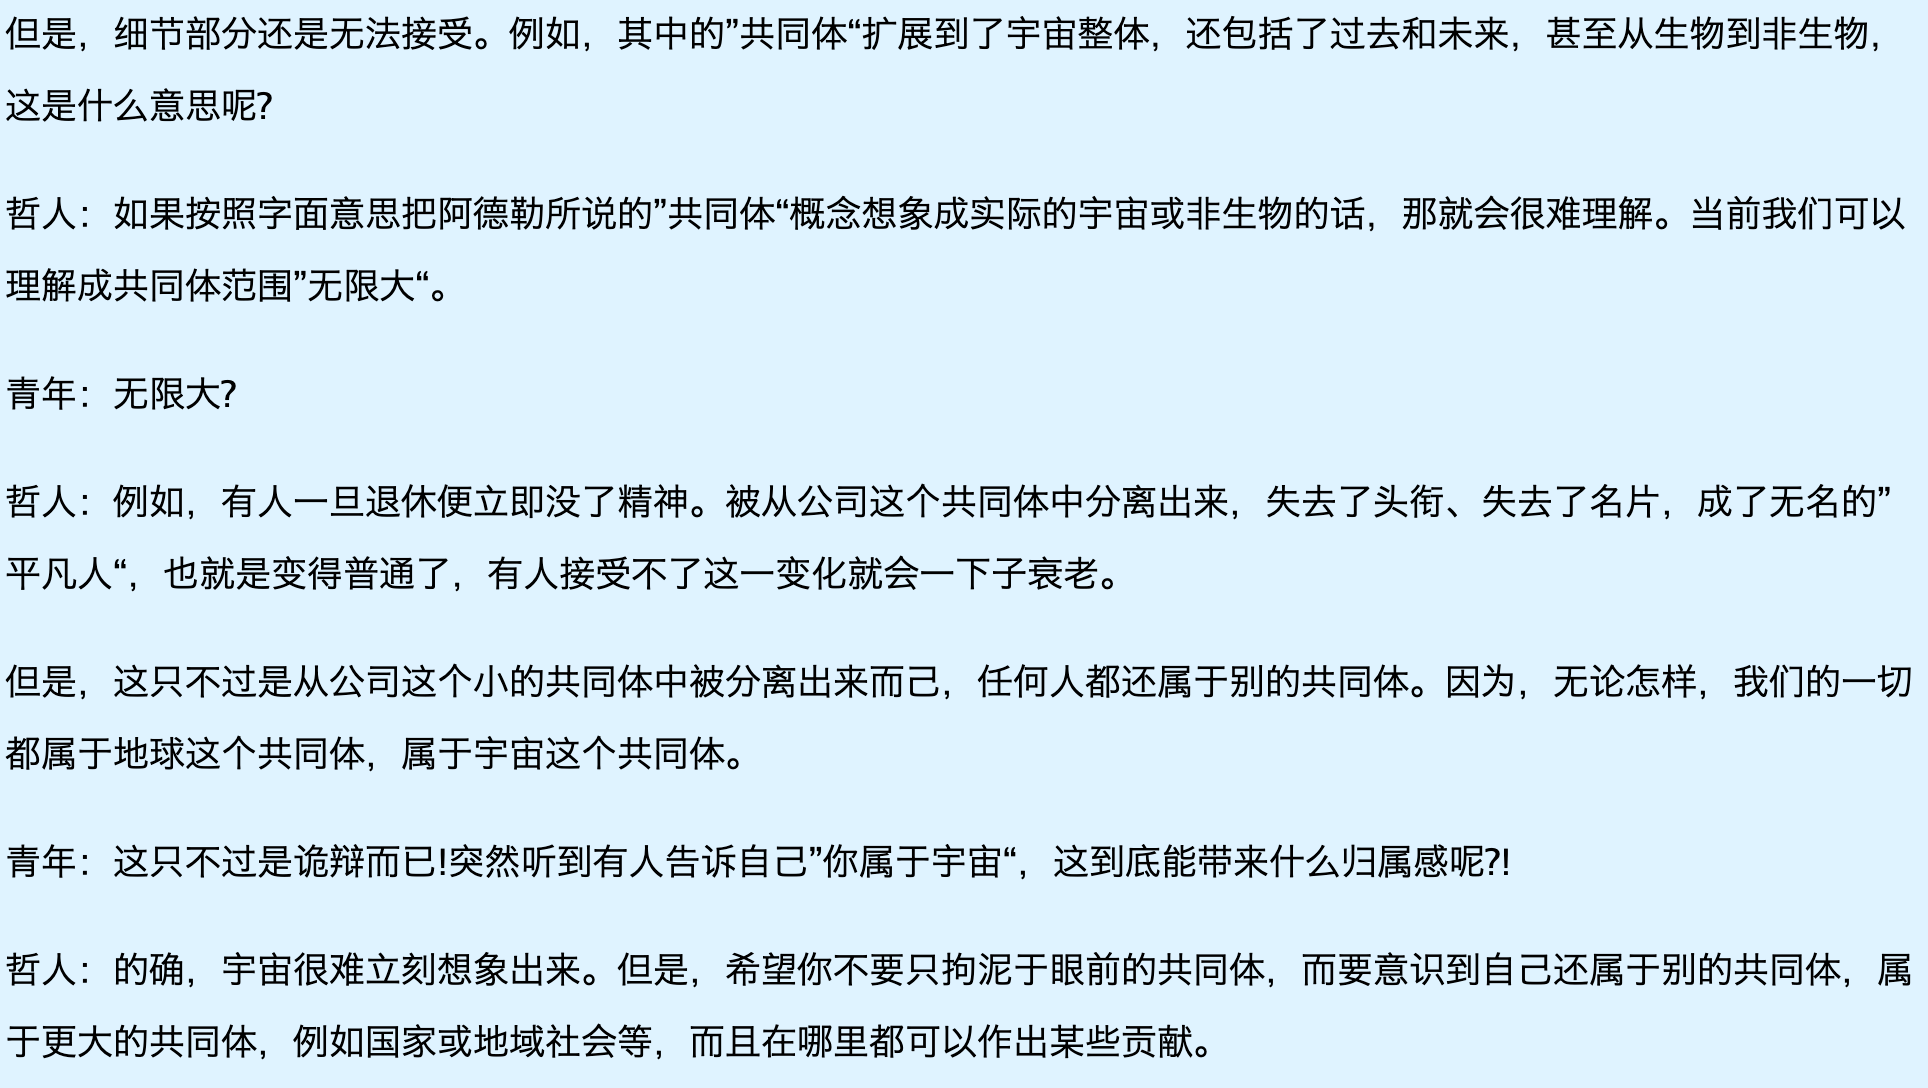 但是，细节部分还是无法接受。例如，其中的”共同体“扩展到了宇宙整体，还包括了过去和未来，甚至从生物到非生物，
这是什么意思呢?
哲人：如果按照字面意思把阿德勒所说的”共同体“概念想象成实际的宇宙或非生物的话，那就会很难理解。当前我们可以
理解成共同体范围”无限大“。
青年：无限大?
哲人：例如，有人一旦退休便立即没了精神。被从公司这个共同体中分离出来，失去了头衔、失去了名片，成了无名的”
平凡人“，也就是变得普通了，有人接受不了这一变化就会一下子衰老。
但是，这只不过是从公司这个小的共同体中被分离出来而己，任何人都还属于别的共同体。因为，无论怎样，我们的一切
都属于地球这个共同体，属于宇宙这个共同体。
青年：这只不过是诡辩而已!突然听到有人告诉自己”你属于宇宙“，这到底能带来什么归属感呢?!
哲人：的确，宇宙很难立刻想象出来。但是，希望你不要只拘泥于眼前的共同体，而要意识到自己还属于别的共同体，属
于更大的共同体，例如国家或地域社会等，而且在哪里都可以作出某些贡献。